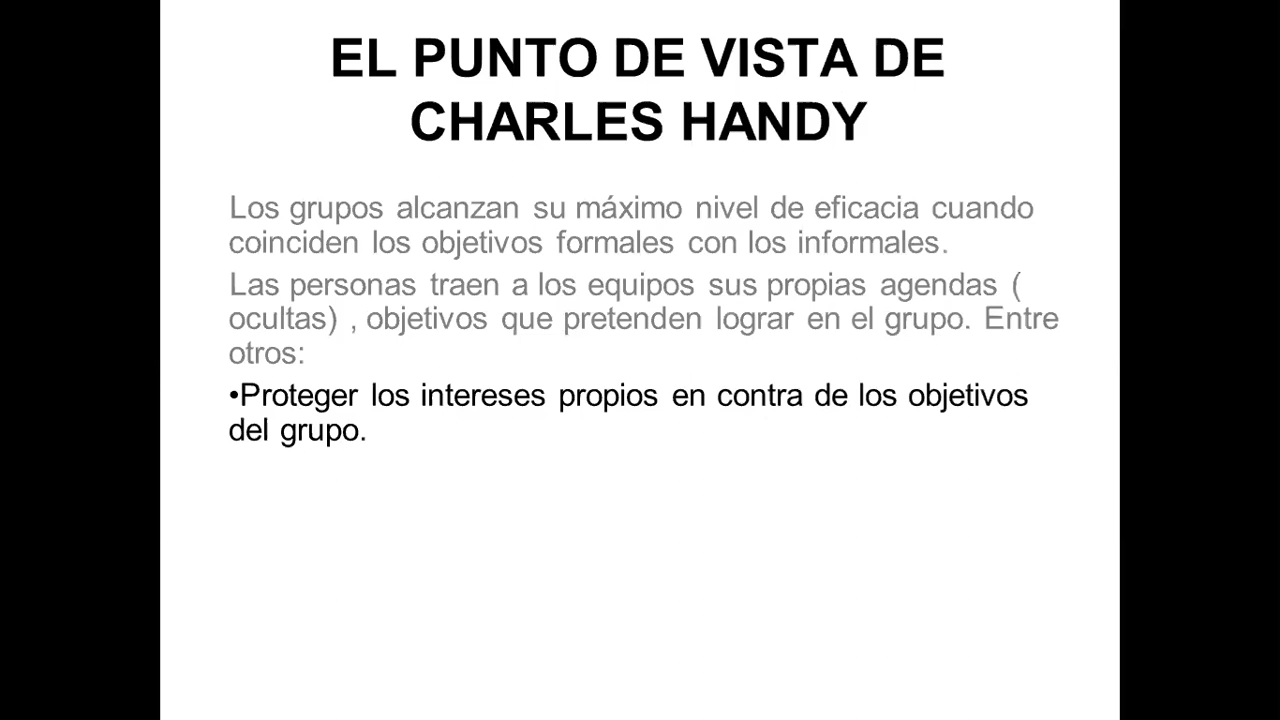 EL PUNTO DE VISTA DE
CHARLES HANDY
Los grupos alcanzan su máximo nivel de eficacia cuando
coinciden los objetivos formales con los informales.
Las personas traen a los equipos sus propias agendas (
ocultas) , objetivos que pretenden lograr en el grupo. Entre
otros:
•Proteger los intereses propios en contra de los objetivos
del grupo.